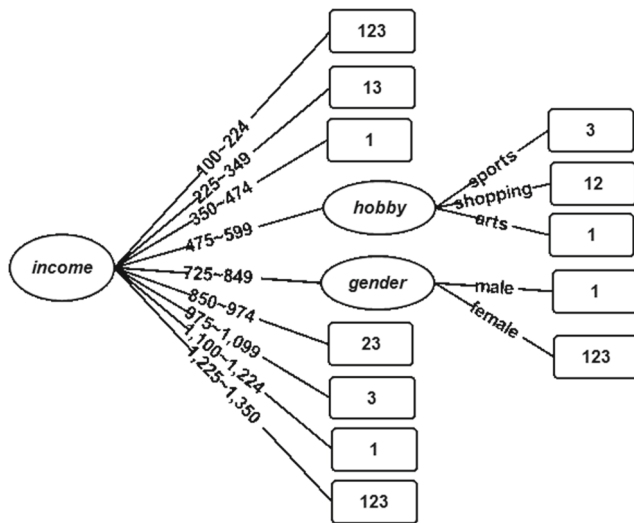 123
100~224
13
225~349
1
350~474
3
sports
12
shopping
hobby
arts
1
475~599
income
725~849
gender
male
1
female
123
850~974
23
975~1,099
3
1,100~1,224
1
1,225~1,350
123